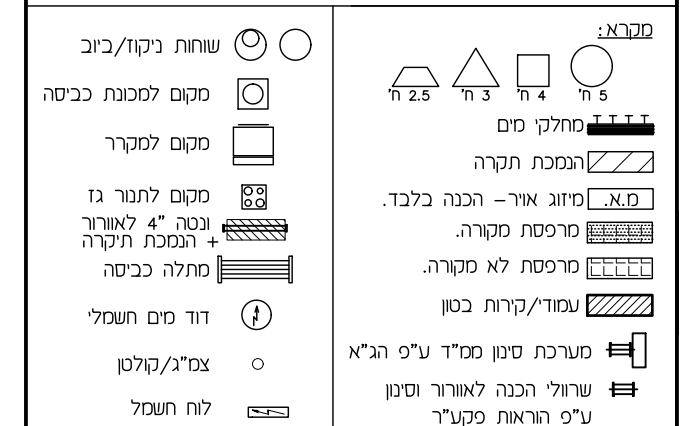 מקרא:
5 ח'
4 ח'
3 ח'
2.5 ח'
מחלקי מים
הנמכת תקרה
מ.א.
מיזוג אויר– הכנה בלבד.
מרפסת מקורה.
מרפסת לא מקורה.
עמודי/קירות בטון
מערכת סינון ממ"ד ע"פ הג"א
שרוולי הכנה לאוורור וסינון
ע"פ הוראות פקע"ר
שוחות ניקוז/ביוב
מקום למכונת כביסה
מקום למקרר
מקום לתנור גז
ונטה "4 לאוורור
+ הנמכת תיקרה
מתלה כביסה
דוד מים חשמלי
צמ"ג/קולטן
לוח חשמל